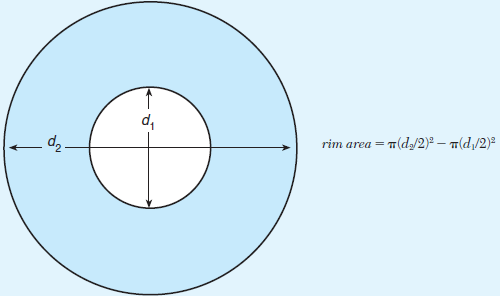 d₁
d₂
rim area = π(d₂/2)² – π(d₁/2)²